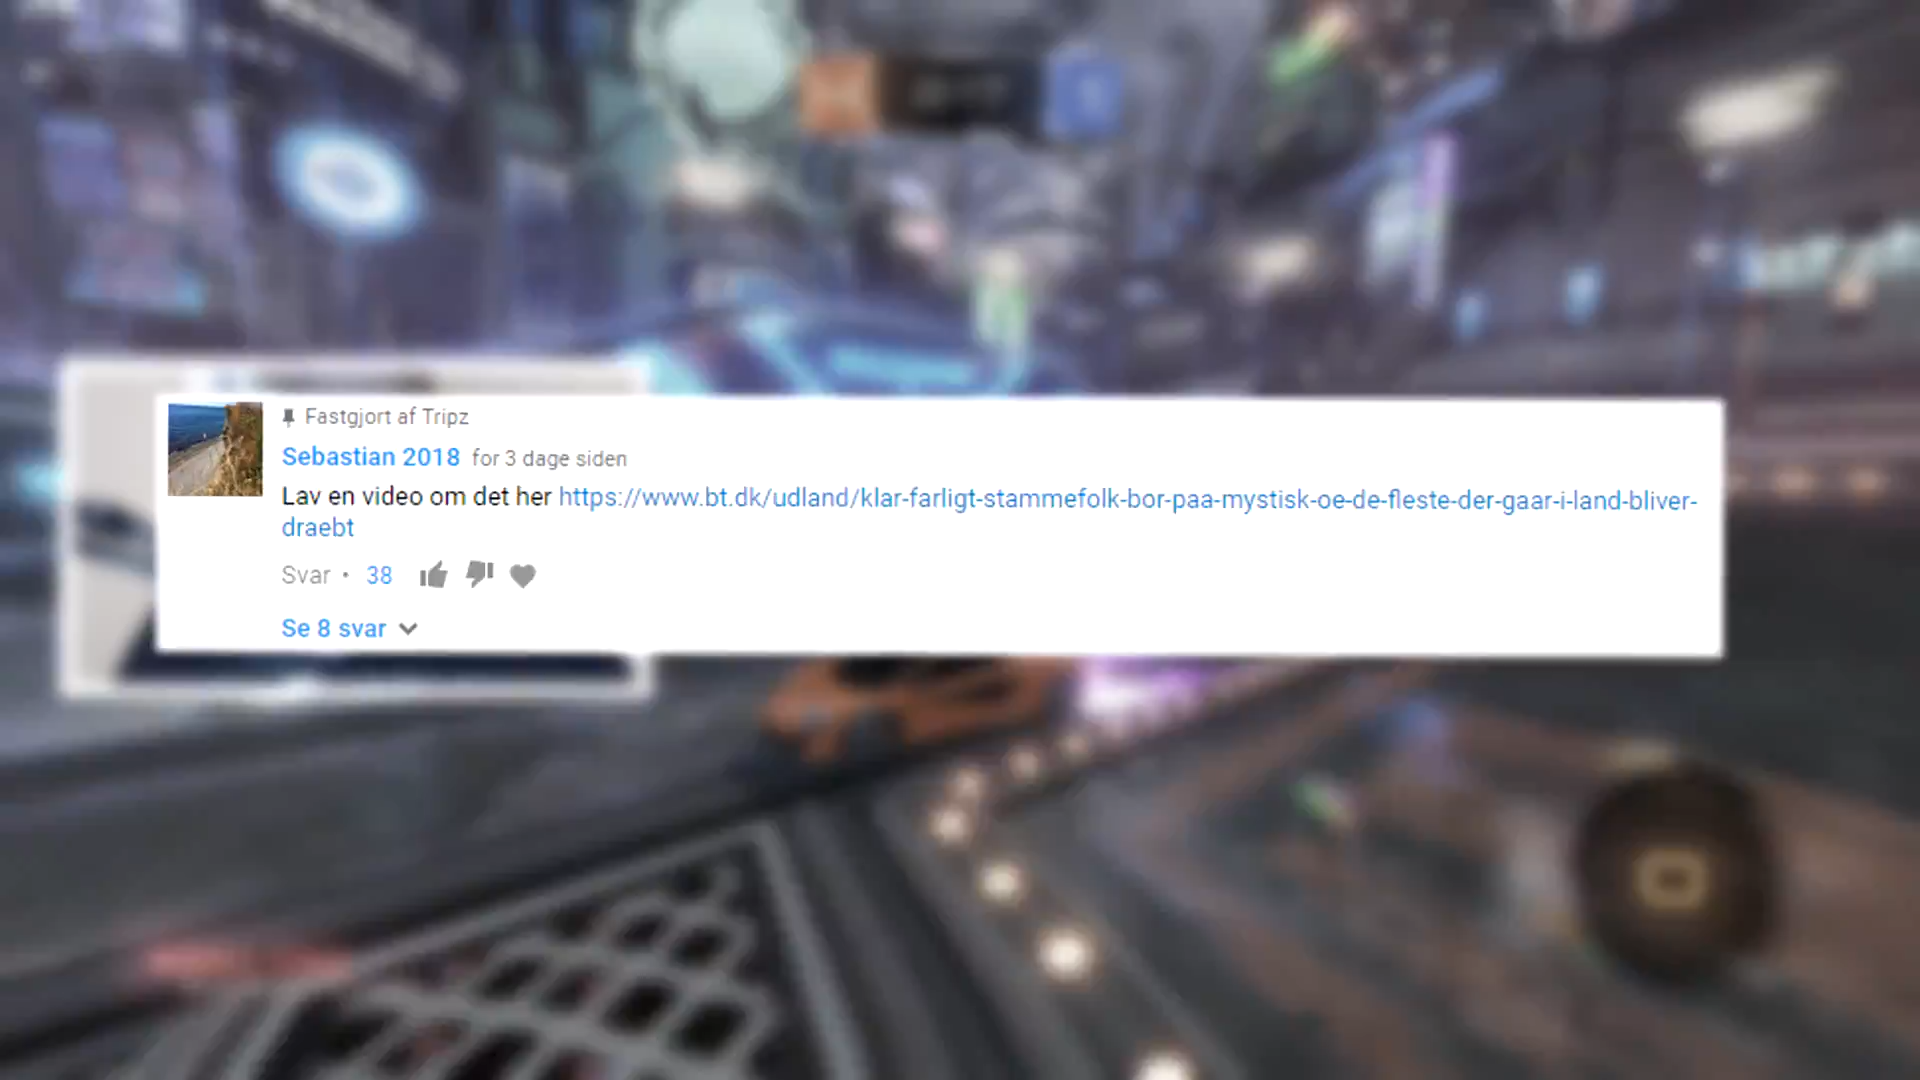 Fastgjort af Tripz
Sebastian 2018 for 3 dage siden
Lav en video om det her https://www.bt.dk/udland/klar-farligt-stammefolk-bor-paa-mystisk-oe-de-fleste-der-gaar-i-land-bliver-
draebt
Svar • 38
Se 8 svar